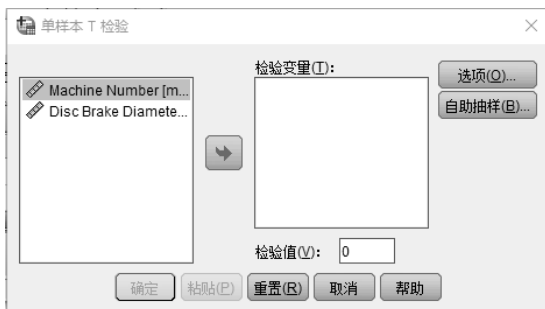 单样本 T 检验
检验变量(T):
Machine Number [m...
Disc Brake Diamete...
选项(O)...
自助抽样(B)...
检验值(V): 0
确定 粘贴(P) 重置(R) 取消 帮助